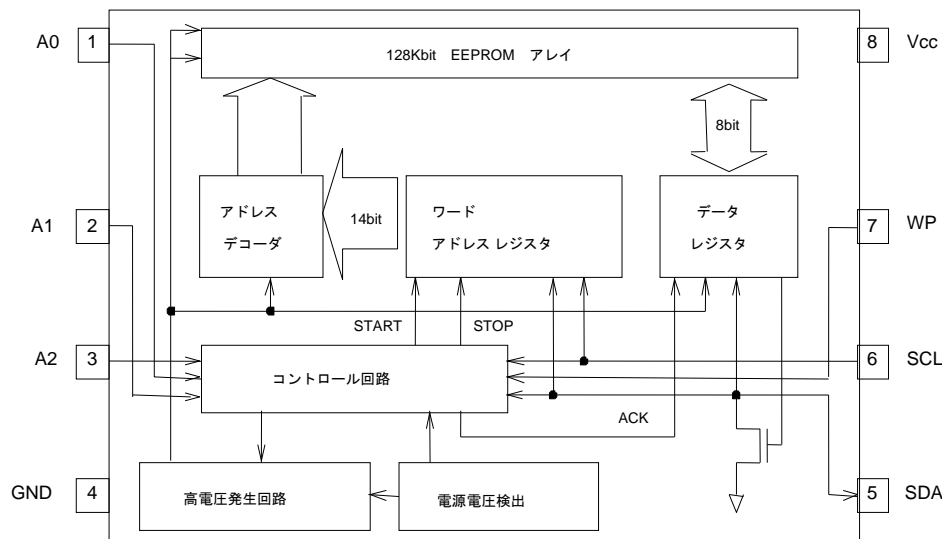 A0
1
128Kbit EEPROM アレイ
8
Vcc
8bit
A1
2
アドレス
デコーダ
14bit
ワード
アドレス レジスタ
データ
レジスタ
7
WP
START
STOP
A2
3
コントロール回路
6
SCL
ACK
GND
4
高電圧発生回路
電源電圧検出
5
SDA